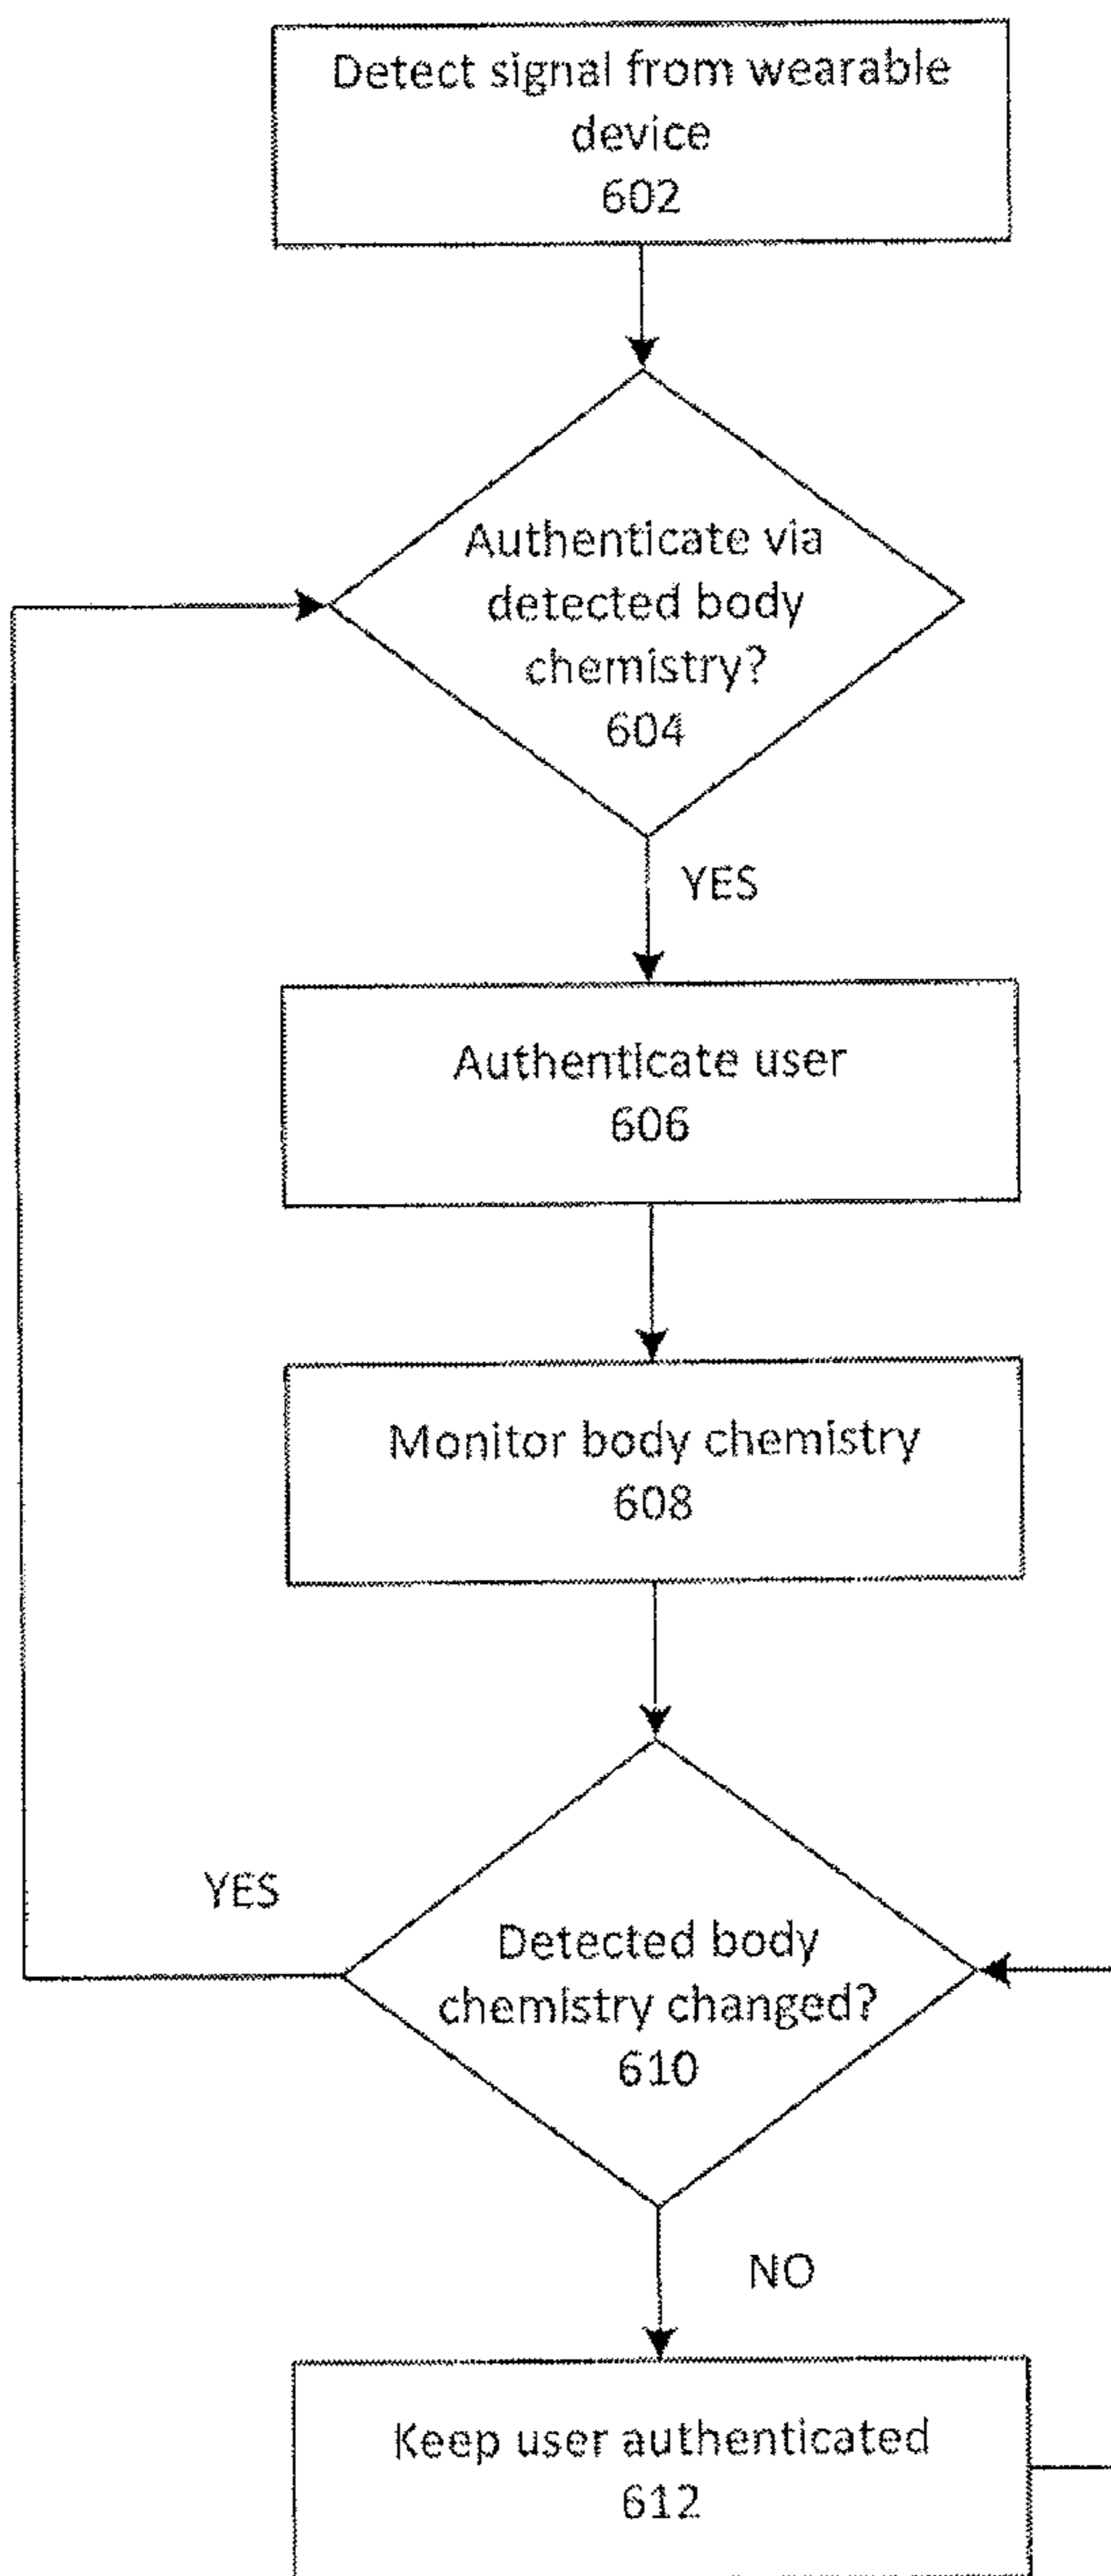 Detect signal from wearable
device
602
Authenticate via
detected body
chemistry?
604
YES
Authenticate user
606
Monitor body chemistry
608
YES
Detected body
chemistry changed?
610
NO
Keep user authenticated
612